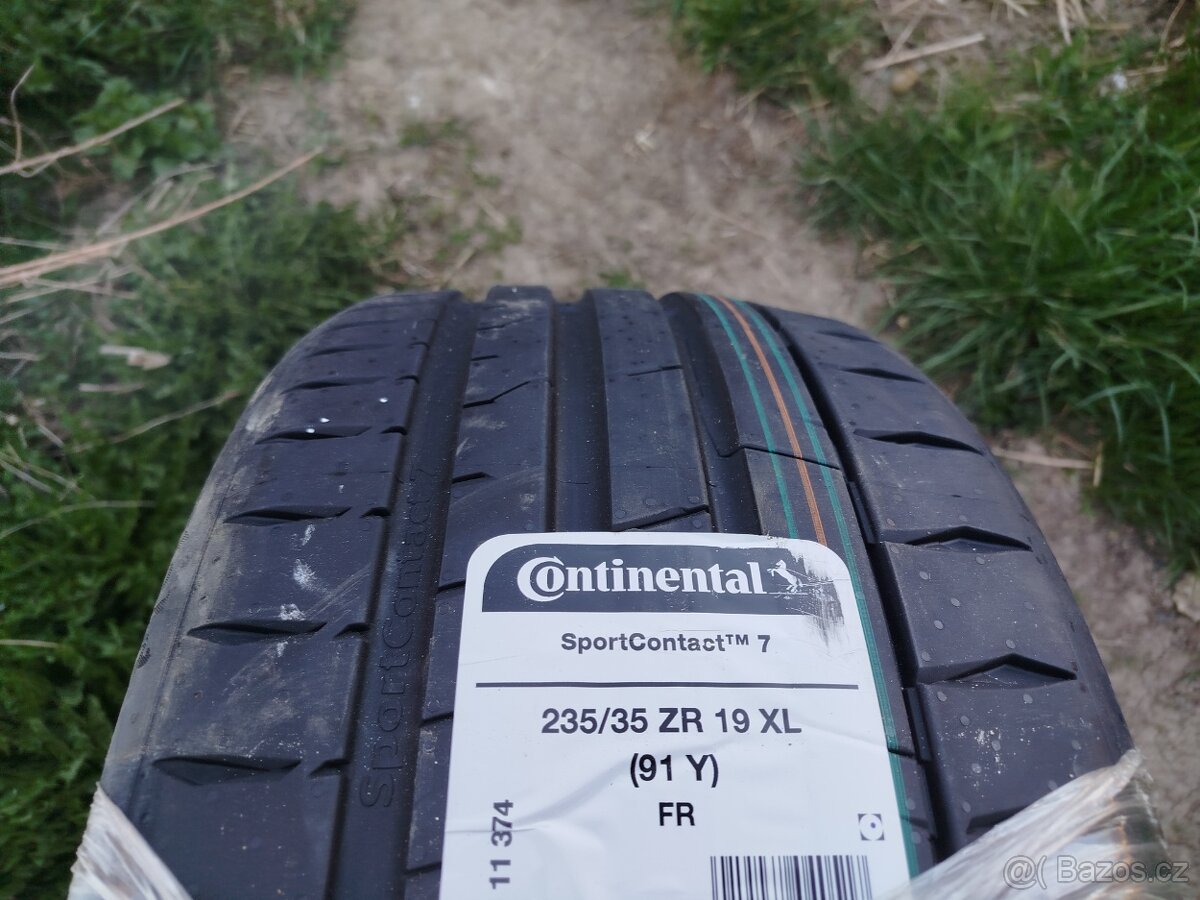 Continental
SportContact™ 7
235/35 ZR 19 XL
(91 Y)
FR
11 374
SportContact 7
@( Bazos.cz